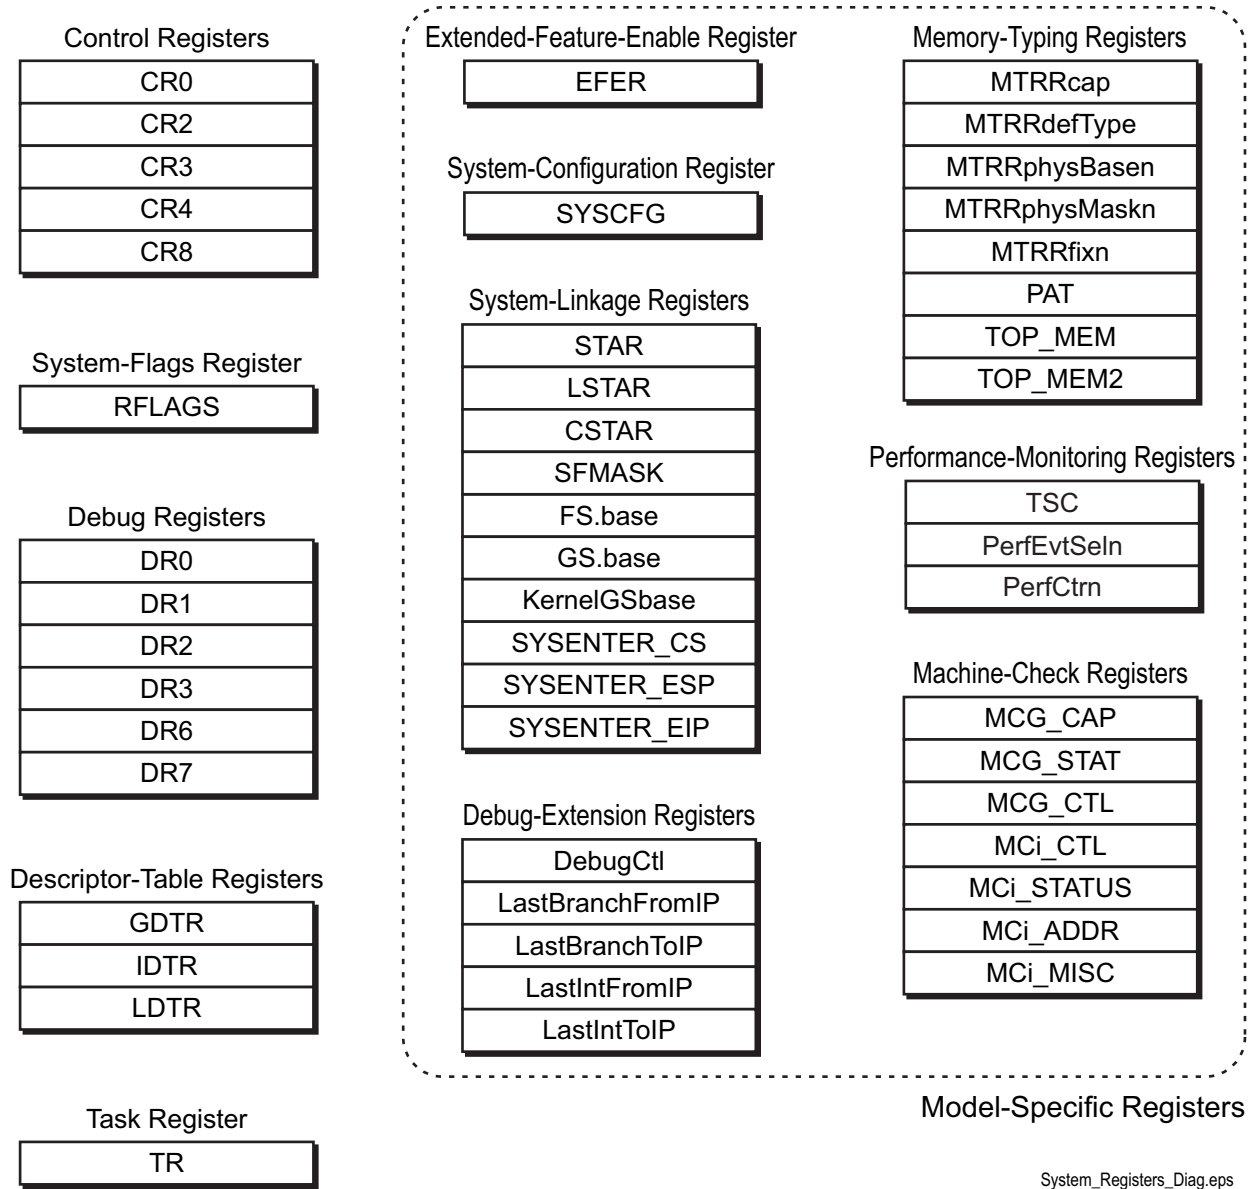 Control Registers
CR0
CR2
CR3
CR4
CR8
System-Flags Register
RFLAGS
Debug Registers
DR0
DR1
DR2
DR3
DR6
DR7
Descriptor-Table Registers
GDTR
IDTR
LDTR
Task Register
TR
Extended-Feature-Enable Register
EFER
System-Configuration Register
SYSCFG
System-Linkage Registers
STAR
LSTAR
CSTAR
SFMASK
FS.base
GS.base
KernelGSbase
SYSENTER_CS
SYSENTER_ESP
SYSENTER_EIP
Debug-Extension Registers
DebugCtl
LastBranchFromIP
LastBranchToIP
LastIntFromIP
LastIntToIP
Memory-Typing Registers
MTRRcap
MTRRdefType
MTRRphysBasen
MTRRphysMaskn
MTRRfixn
PAT
TOP_MEM
TOP_MEM2
Performance-Monitoring Registers
TSC
PerfEvtSeln
PerfCtrn
Machine-Check Registers
MCG_CAP
MCG_STAT
MCG_CTL
MCi_CTL
MCi_STATUS
MCi_ADDR
MCi_MISC
Model-Specific Registers
System_Registers_Diag.eps